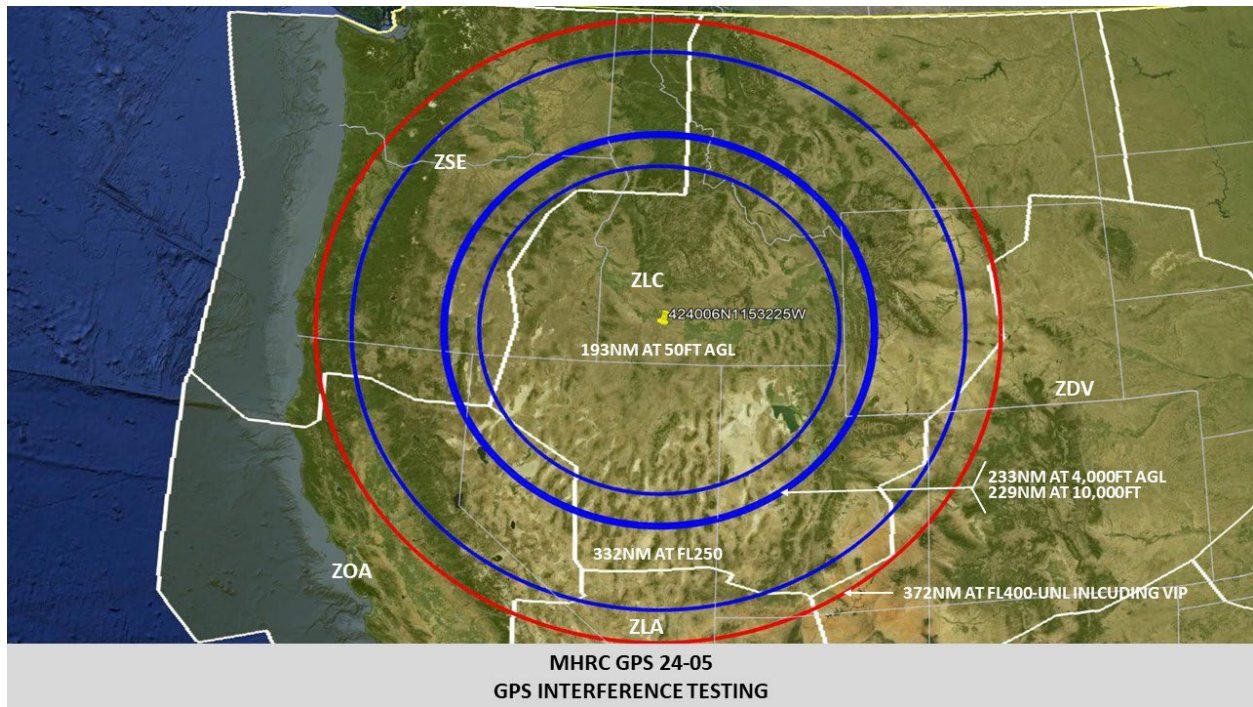 ZSE
ZLC
424006N1153225W
193NM AT 50FT AGL
ZDV
233NM AT 4,000FT AGL
229NM AT 10,000FT
332NM AT FL250
ZOA
372NM AT FL400-UNL INLCUDING VIP
ZLA
MHRC GPS 24-05
GPS INTERFERENCE TESTING